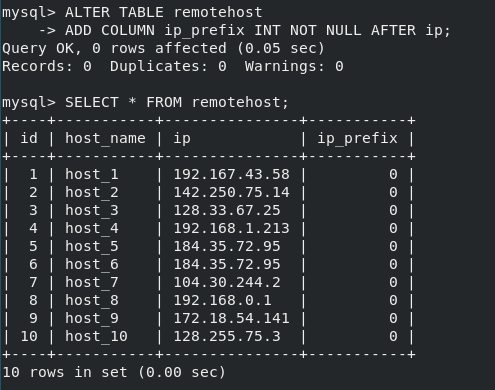 mysql> ALTER TABLE remotehost
    -> ADD COLUMN ip_prefix INT NOT NULL AFTER ip;
Query OK, 0 rows affected (0.05 sec)
Records: 0  Duplicates: 0  Warnings: 0

mysql> SELECT * FROM remotehost;
+----+-----------+----------------+-----------+
| id | host_name | ip             | ip_prefix |
+----+-----------+----------------+-----------+
|  1 | host_1    | 192.167.43.58  |         0 |
|  2 | host_2    | 142.250.75.14  |         0 |
|  3 | host_3    | 128.33.67.25   |         0 |
|  4 | host_4    | 192.168.1.213  |         0 |
|  5 | host_5    | 184.35.72.95   |         0 |
|  6 | host_6    | 184.35.72.95   |         0 |
|  7 | host_7    | 104.30.244.2   |         0 |
|  8 | host_8    | 192.168.0.1    |         0 |
|  9 | host_9    | 172.18.54.141  |         0 |
| 10 | host_10   | 128.255.75.3   |         0 |
+----+-----------+----------------+-----------+
10 rows in set (0.00 sec)